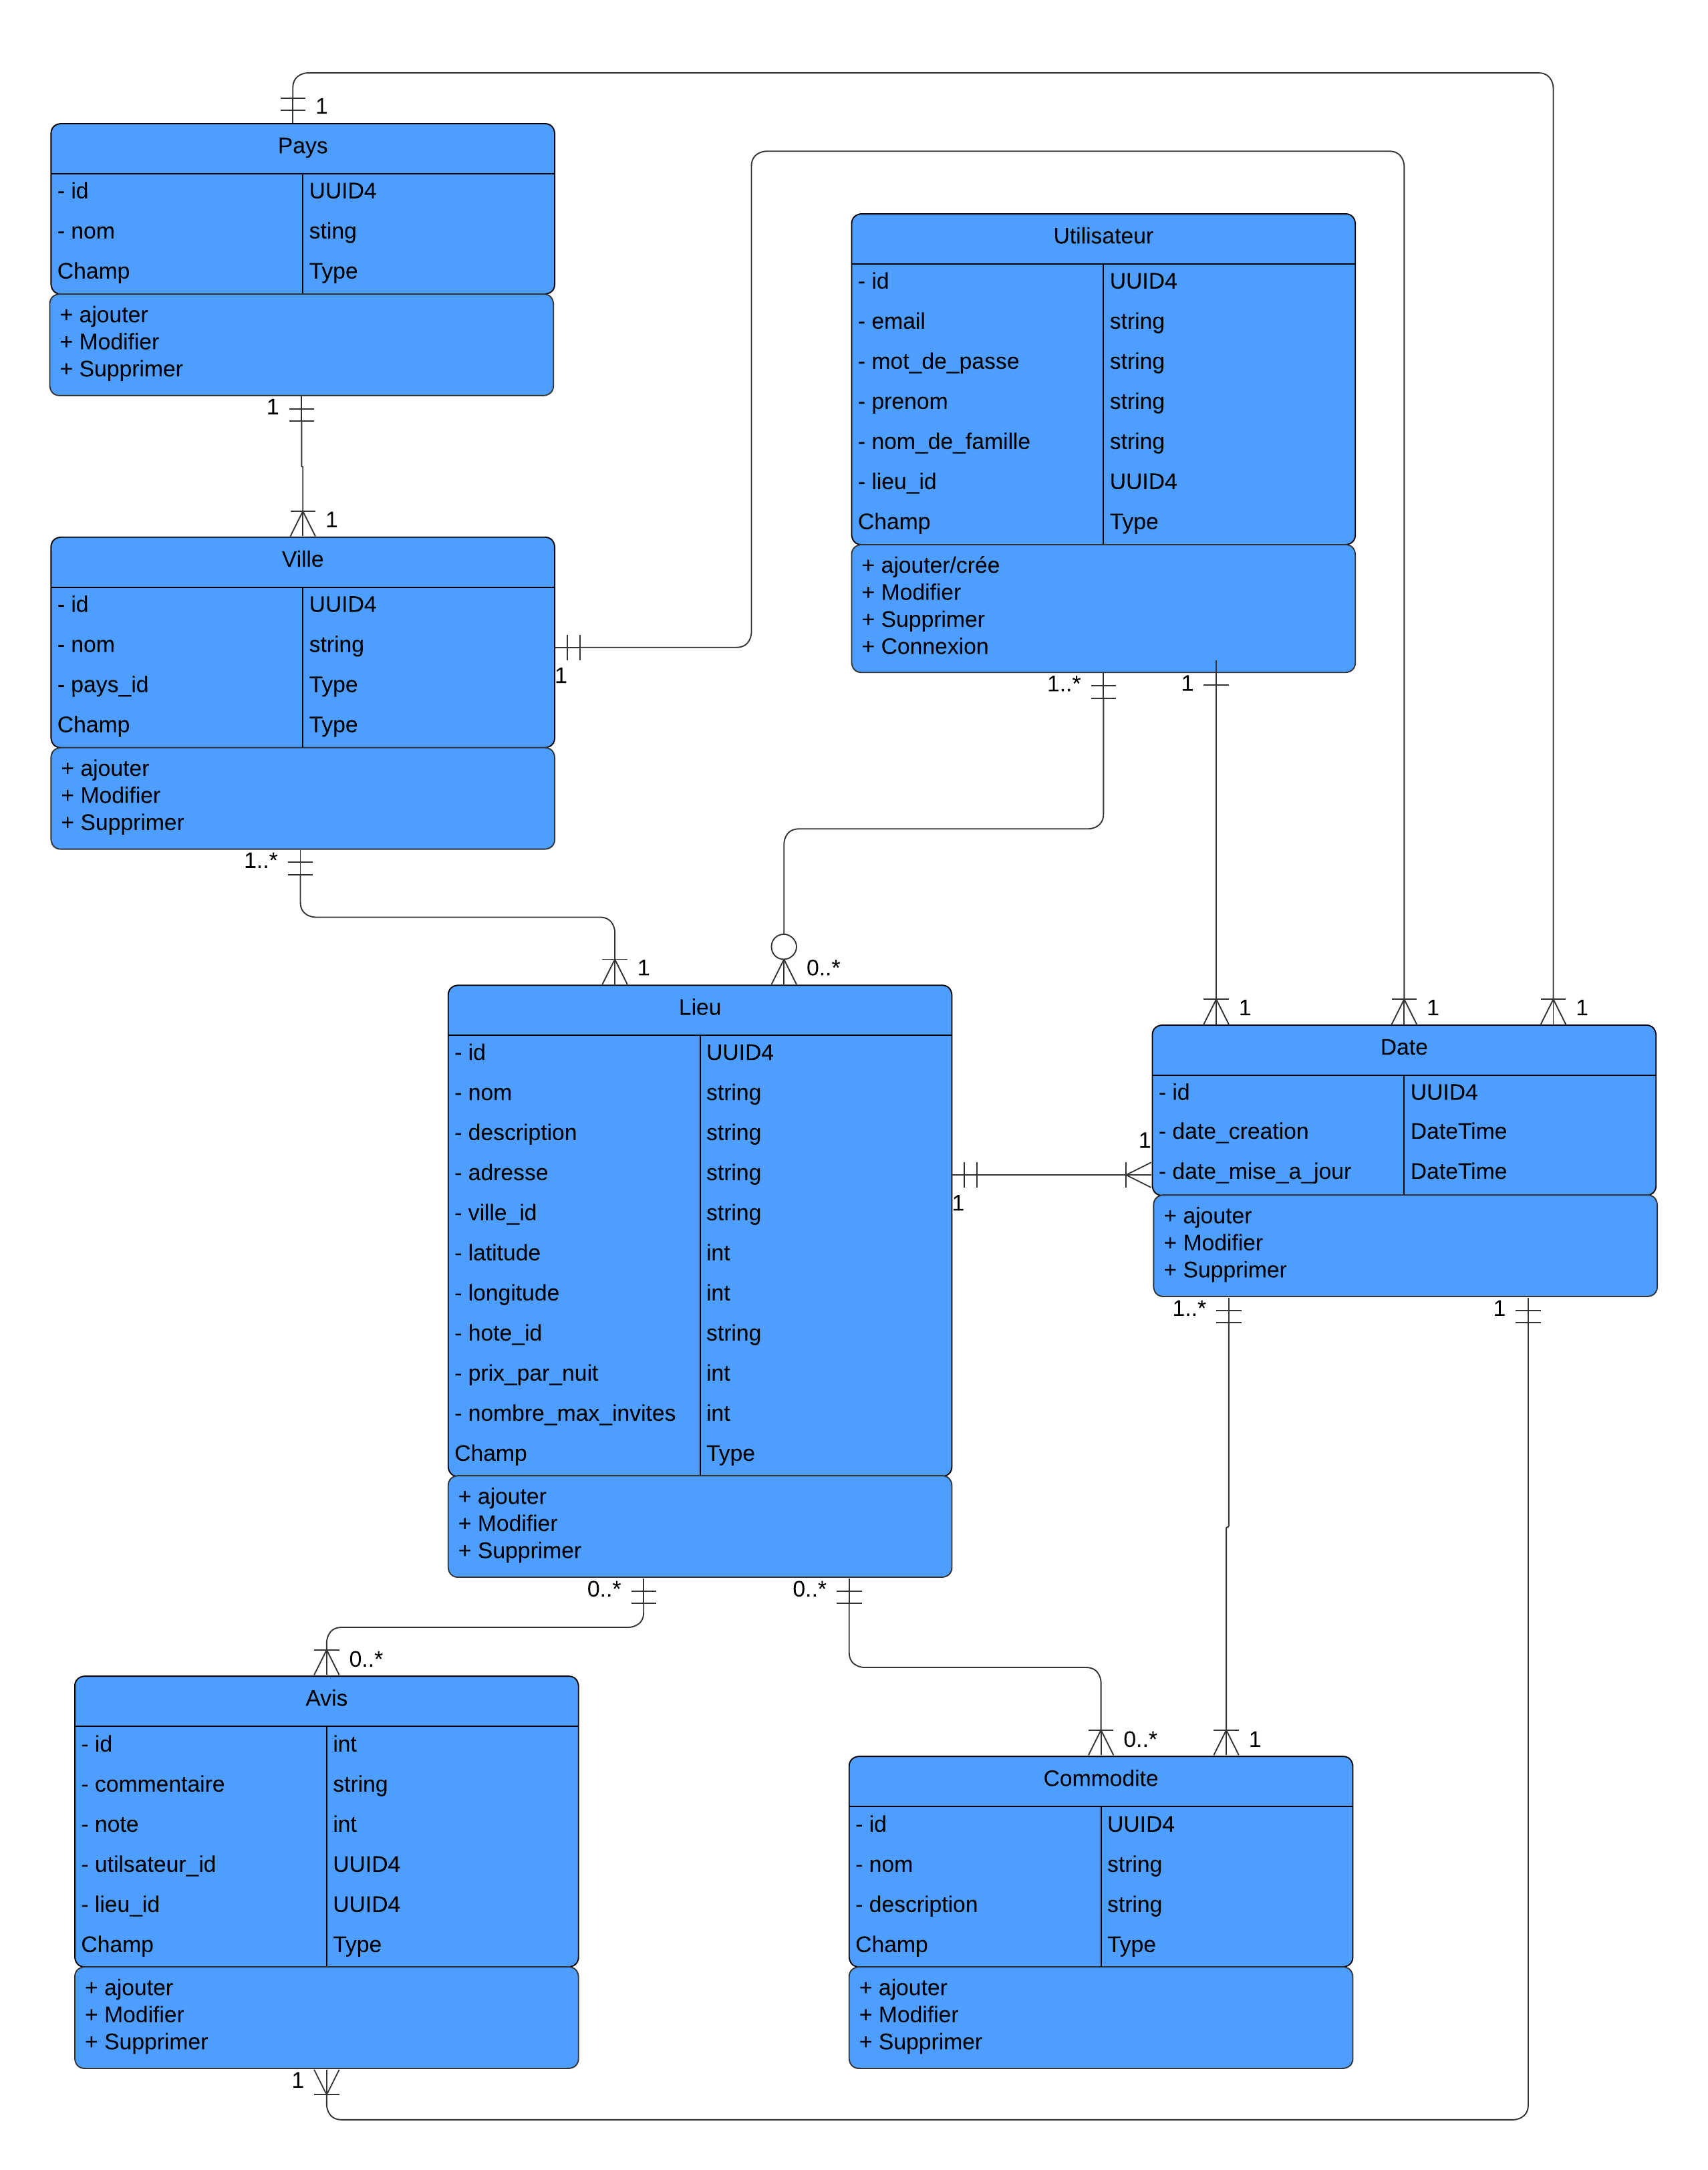 1
Pays
- id UUID4
- nom sting
Champ Type
+ ajouter
+ Modifier
+ Supprimer
1
1
Ville
- id UUID4
- nom string
- pays_id Type
Champ Type
+ ajouter
+ Modifier
+ Supprimer
1
1..*
Utilisateur
- id UUID4
- email string
- mot_de_passe string
- prenom string
- nom_de_famille string
- lieu_id UUID4
Champ Type
+ ajouter/crée
+ Modifier
+ Supprimer
+ Connexion
1..* 1
1 0..*
Lieu
- id UUID4
- nom string
- description string
- adresse string
- ville_id string
- latitude int
- longitude int
- hote_id string
- prix_par_nuit int
- nombre_max_invites int
Champ Type
+ ajouter
+ Modifier
+ Supprimer
1
0..* 0..*
1 1 1
Date
- id UUID4
- date_creation DateTime
- date_mise_a_jour DateTime
+ ajouter
+ Modifier
+ Supprimer
1
1..* 1
0..*
Avis
- id int
- commentaire string
- note int
- utilsateur_id UUID4
- lieu_id UUID4
Champ Type
+ ajouter
+ Modifier
+ Supprimer
1
0..* 1
Commodite
- id UUID4
- nom string
- description string
Champ Type
+ ajouter
+ Modifier
+ Supprimer